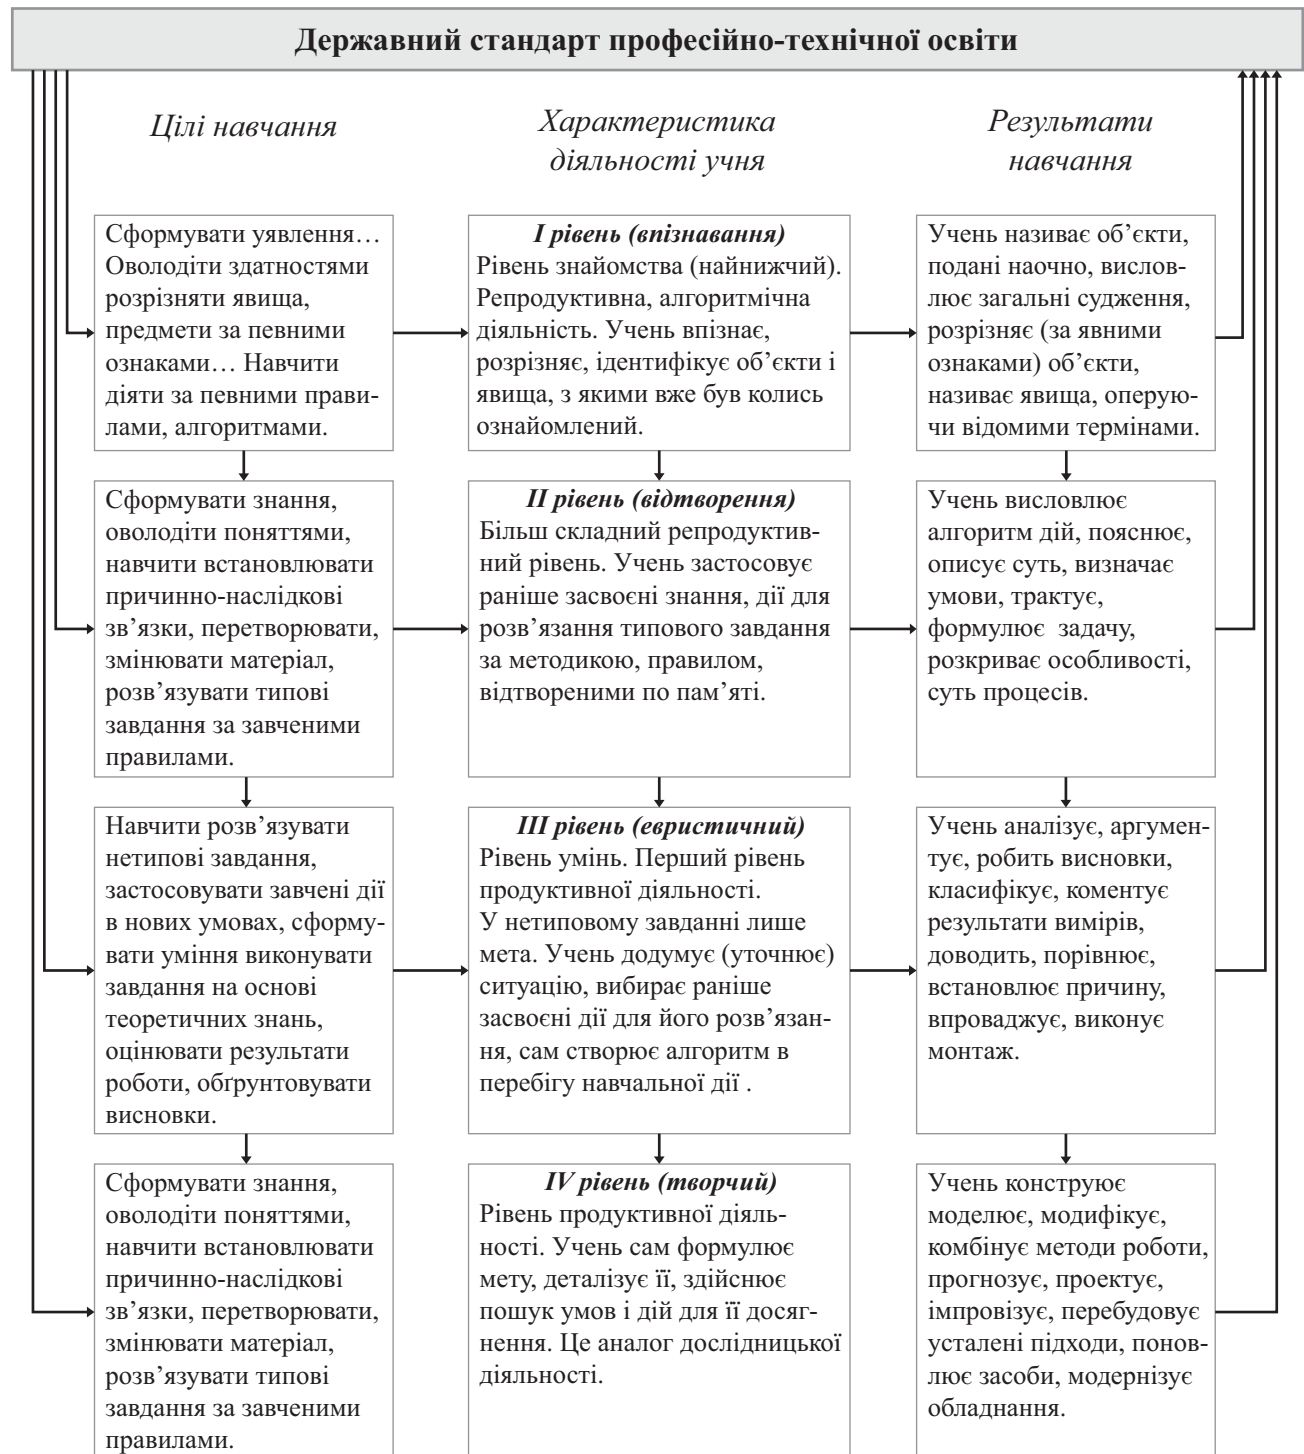 Державний стандарт професійно-технічної освіти
Цілі навчання
Характеристика
діяльності учня
Результати
навчання
Сформувати уявлення…
Оволодіти здатностями
розрізняти явища,
предмети за певними
ознаками… Навчити
діяти за певними прави-
лами, алгоритмами.
I рівень (впізнавання)
Рівень знайомства (найнижчий).
Репродуктивна, алгоритмічна
діяльність. Учень впізнає,
розрізняє, ідентифікує об’єкти і
явища, з якими вже був колись
ознайомлений.
Учень називає об’єкти,
подані наочно, вислов-
лює загальні судження,
розрізняє (за явними
ознаками) об’єкти,
називає явища, оперую-
чи відомими термінами.
Сформувати знання,
оволодіти поняттями,
навчити встановлювати
причинно-наслідкові
зв’язки, перетворювати,
змінювати матеріал,
розв’язувати типові
завдання за завченими
правилами.
II рівень (відтворення)
Більш складний репродуктив-
ний рівень. Учень застосовує
раніше засвоєні знання, дії для
розв’язання типового завдання
за методикою, правилом,
відтвореними по пам’яті.
Учень висловлює
алгоритм дій, пояснює,
описує суть, визначає
умови, трактує,
формулює задачу,
розкриває особливості,
суть процесів.
Навчити розв’язувати
нетипові завдання,
застосовувати завчені дії
в нових умовах, сформу-
вати уміння виконувати
завдання на основі
теоретичних знань,
оцінювати результати
роботи, обґрунтовувати
висновки.
III рівень (евристичний)
Рівень умінь. Перший рівень
продуктивної діяльності.
У нетиповому завданні лише
мета. Учень додумує (уточнює)
ситуацію, вибирає раніше
засвоєні дії для його розв’язан-
ня, сам створює алгоритм в
перебігу навчальної дії .
Учень аналізує, аргумен-
тує, робить висновки,
класифікує, коментує
результати вимірів,
доводить, порівнює,
встановлює причину,
впроваджує, виконує
монтаж.
Сформувати знання,
оволодіти поняттями,
навчити встановлювати
причинно-наслідкові
зв’язки, перетворювати,
змінювати матеріал,
розв’язувати типові
завдання за завченими
правилами.
IV рівень (творчий)
Рівень продуктивної діяль-
ності. Учень сам формулює
мету, деталізує її, здійснює
пошук умов і дій для її досяг-
нення. Це аналог дослідницької
діяльності.
Учень конструює
моделює, модифікує,
комбінує методи роботи,
прогнозує, проектує,
імпровізує, перебудовує
усталені підходи, понов-
лює засоби, модернізує
обладнання.